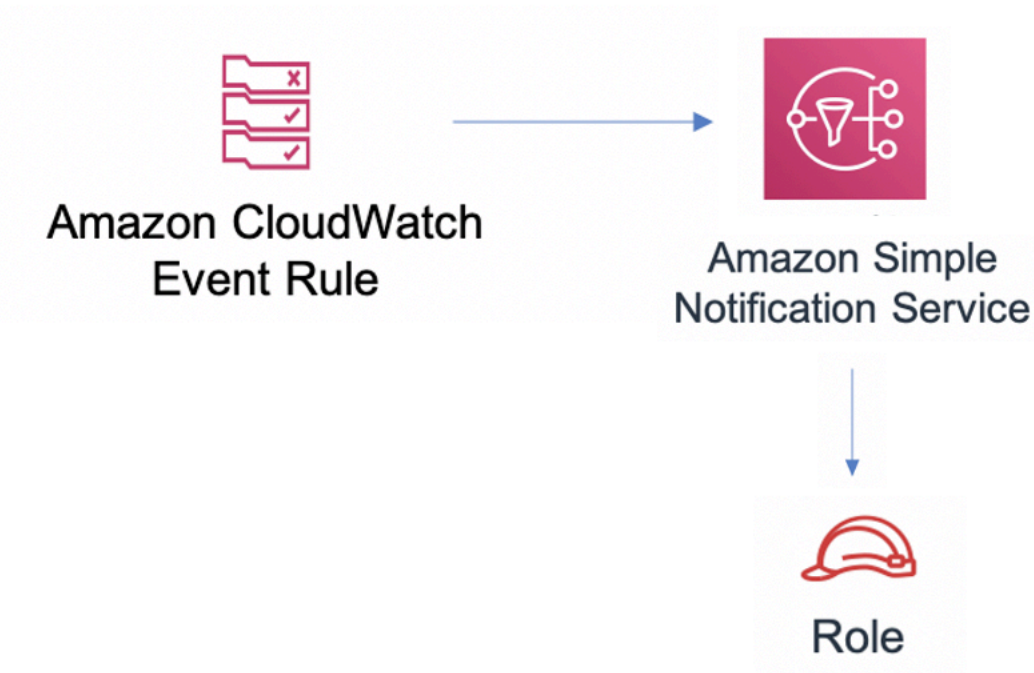 Amazon CloudWatch
Event Rule
Amazon Simple
Notification Service
Role